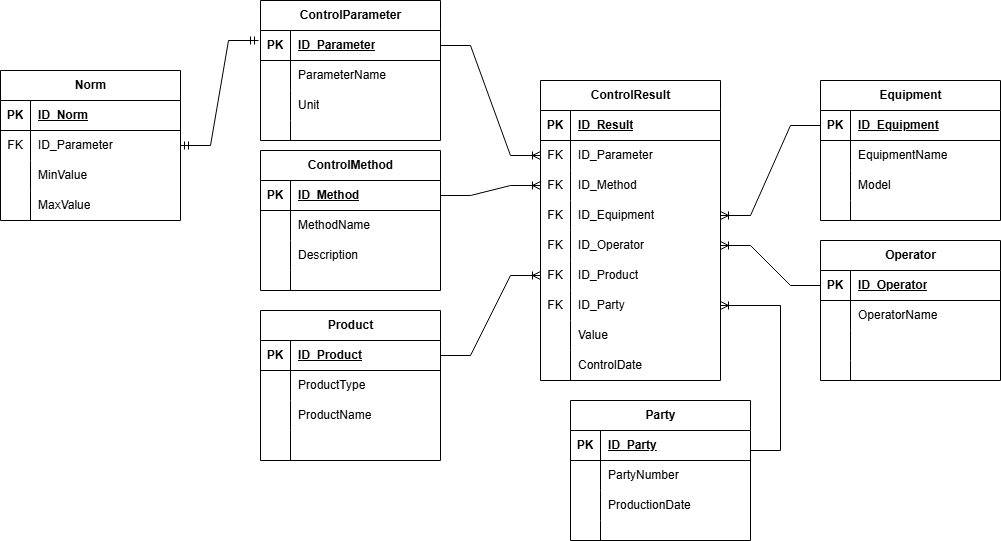 Norm
PK ID_Norm
FK ID_Parameter
MinValue
MaxValue
ControlParameter
PK ID_Parameter
ParameterName
Unit
ControlMethod
PK ID_Method
MethodName
Description
Product
PK ID_Product
ProductType
ProductName
ControlResult
PK ID_Result
FK ID_Parameter
FK ID_Method
FK ID_Equipment
FK ID_Operator
FK ID_Product
FK ID_Party
Value
ControlDate
Party
PK ID_Party
PartyNumber
ProductionDate
Equipment
PK ID_Equipment
EquipmentName
Model
Operator
PK ID_Operator
OperatorName